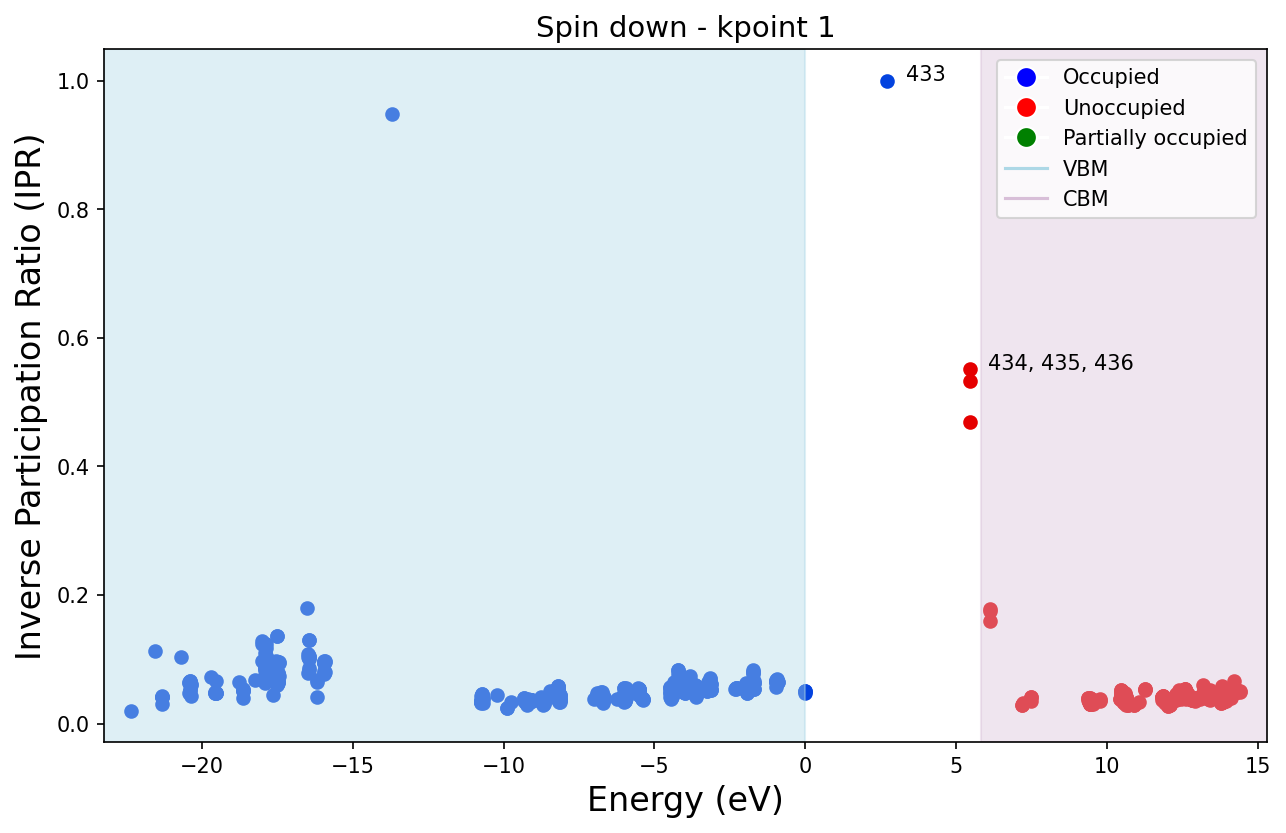 Spin down - kpoint 1
433
434, 435, 436
Occupied
Unoccupied
Partially occupied
VBM
CBM
Inverse Participation Ratio (IPR)
1.0
0.8
0.6
0.4
0.2
0.0
−20
−15
−10
−5
0
5
10
15
Energy (eV)